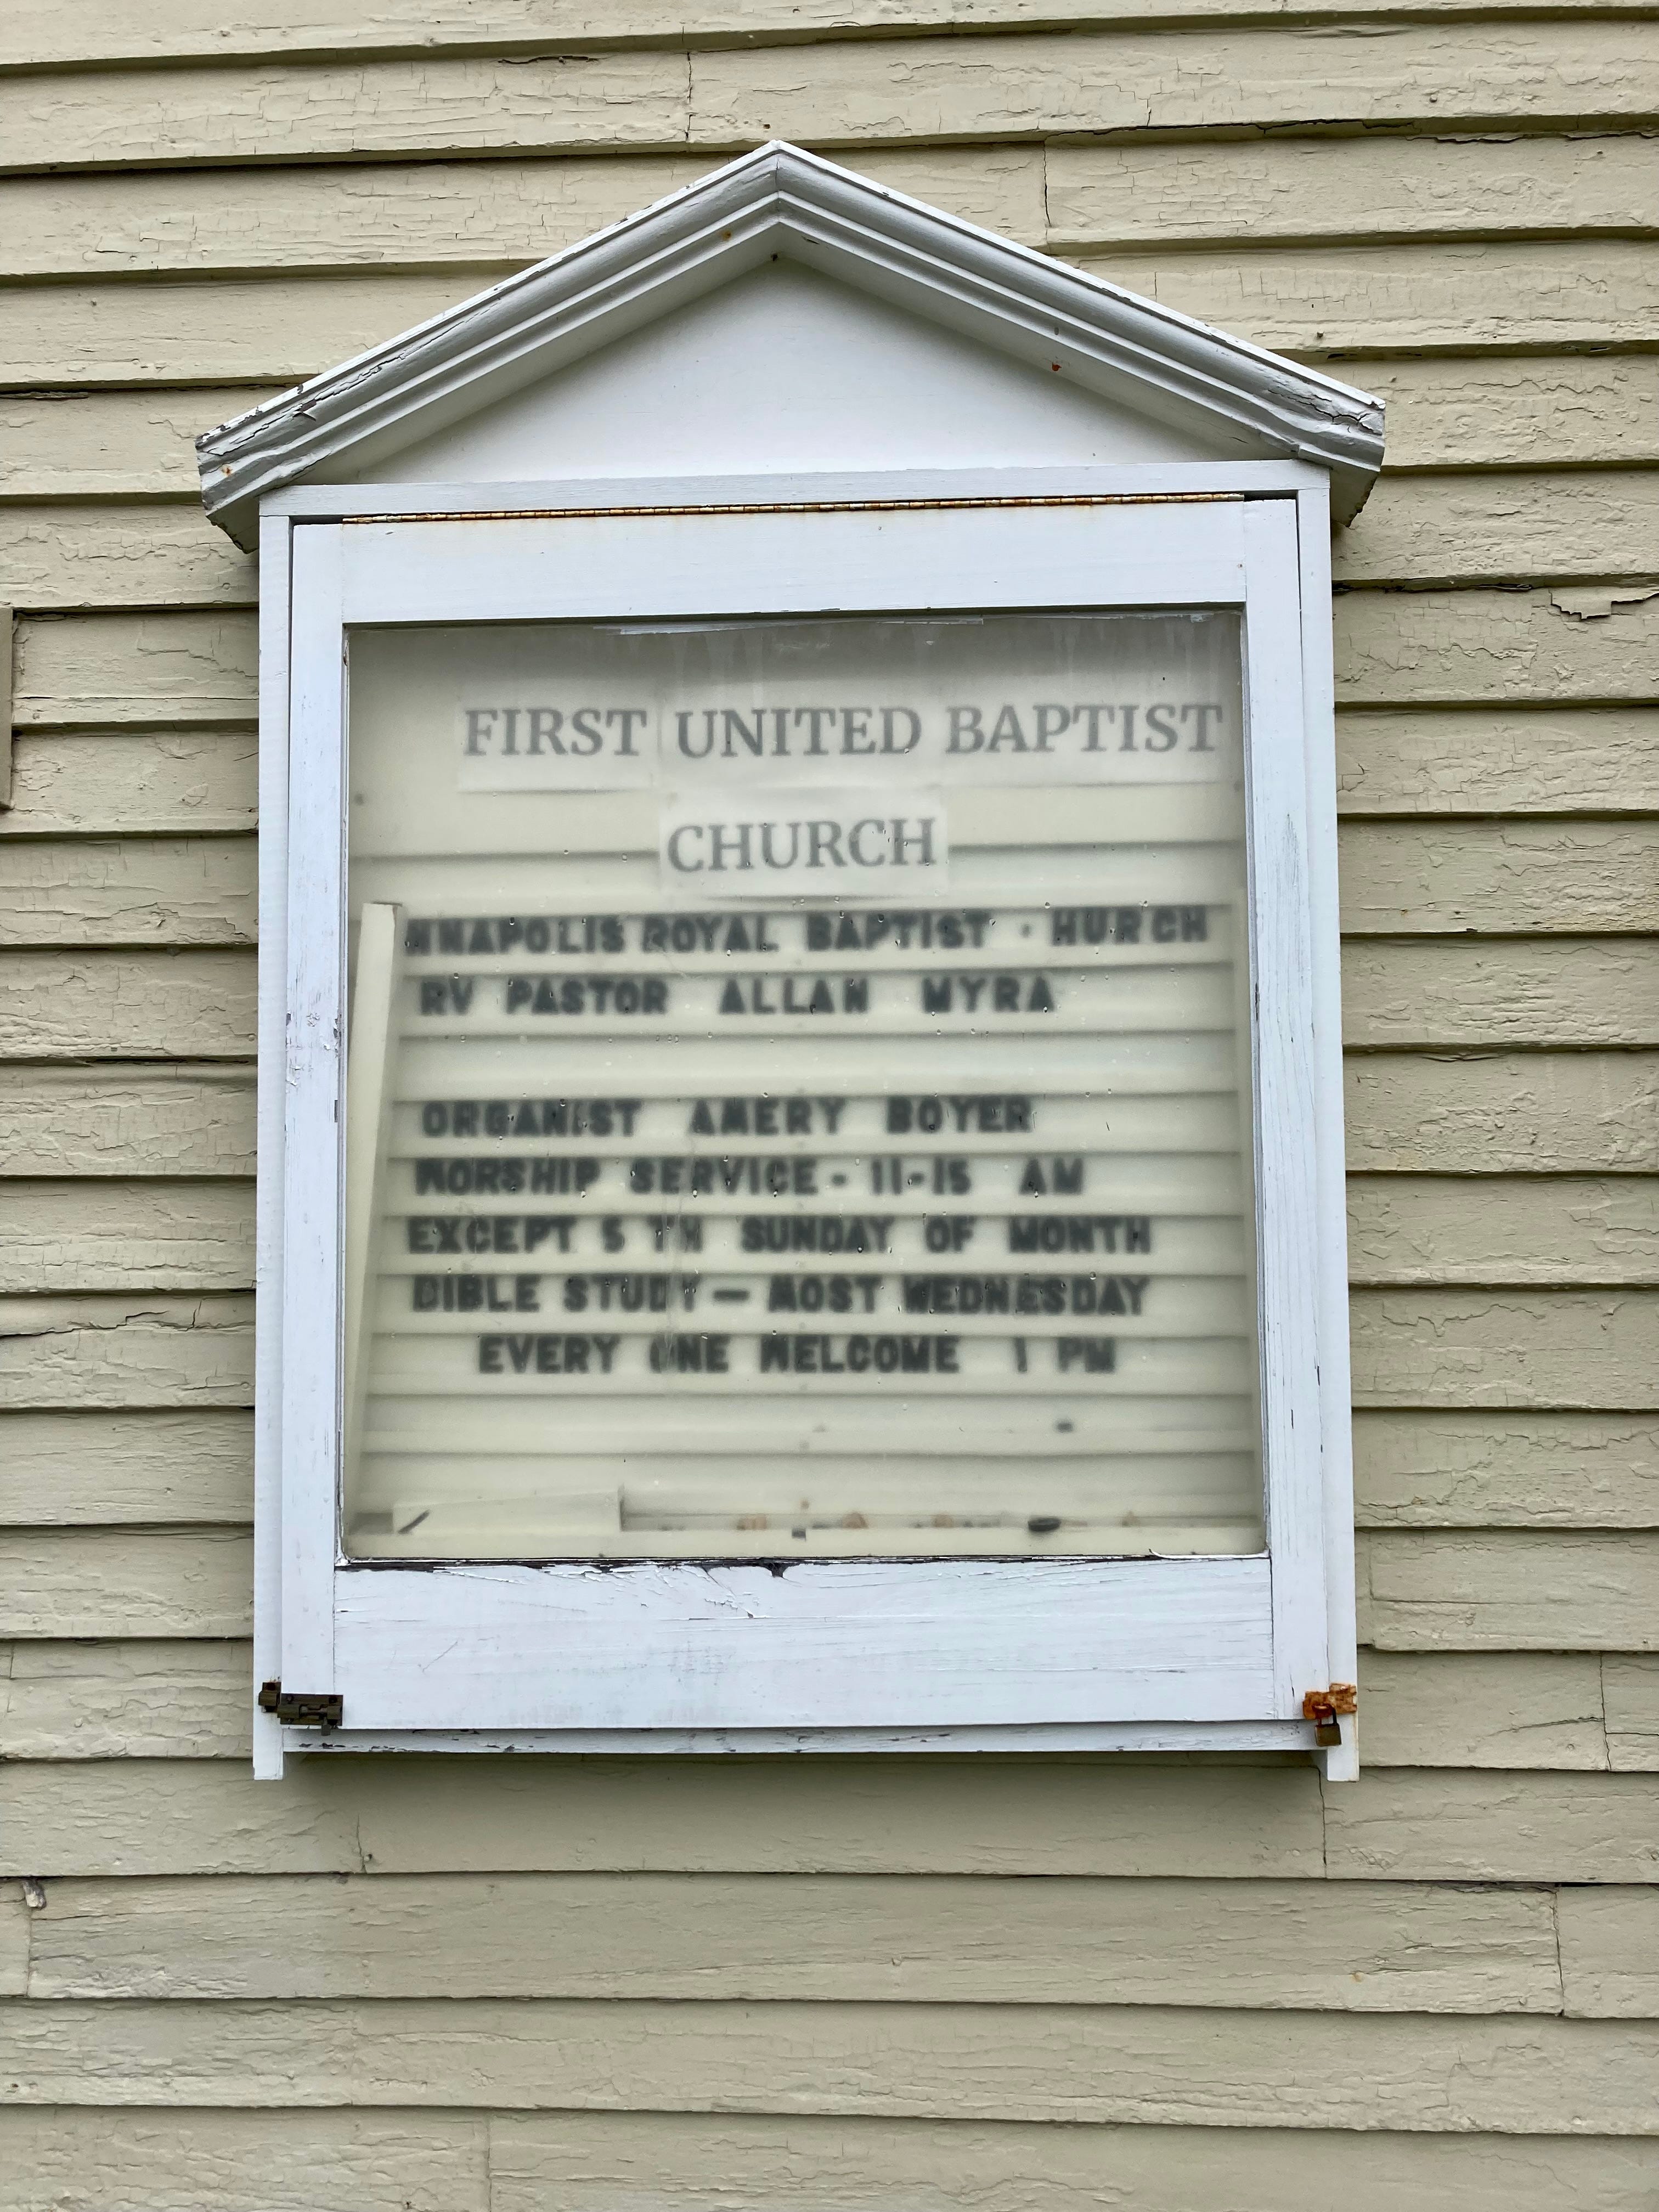 FIRST UNITED BAPTIST
CHURCH
NNAPOLIS ROYAL BAPTIST HURCH
RV PASTOR ALLAN MYRA
ORGANIST AMERY BOYER
WORSHIP SERVICE - 11-15 AM
EXCEPT 5 TH SUNDAY OF MONTH
BIBLE STUDY — MOST WEDNESDAY
EVERY ONE WELCOME 1 PM